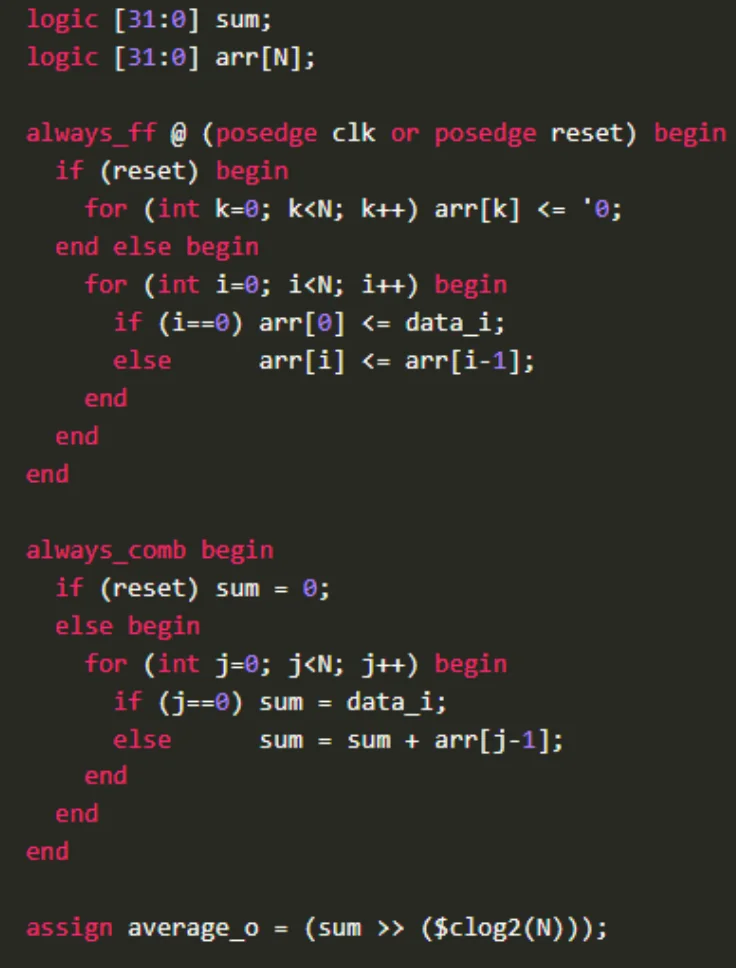 logic [31:0] sum;
logic [31:0] arr[N];

always_ff @ (posedge clk or posedge reset) begin
  if (reset) begin
    for (int k=0; k<N; k++) arr[k] <= '0;
  end else begin
    for (int i=0; i<N; i++) begin
      if (i==0) arr[0] <= data_i;
      else      arr[i] <= arr[i-1];
    end
  end
end

always_comb begin
  if (reset) sum = 0;
  else begin
    for (int j=0; j<N; j++) begin
      if (j==0) sum = data_i;
      else      sum = sum + arr[j-1];
    end
  end
end

assign average_o = (sum >> ($clog2(N)));